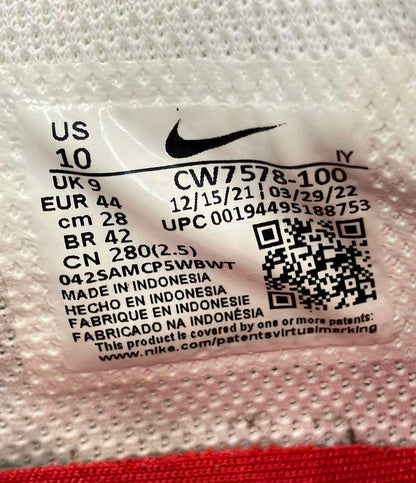 US
10
IY
UK 9
CW7578-100
EUR 44
12/15/21 | 03/29/22
cm 28
UPC 00194495188753
BR 42
CN 280(2.5)
042SAMCPSWBWT
MADE IN INDONESIA
HECHO EN INDONESIA
FABRIQUE EN INDONESIE
FABRICADO NA INDONÉSIA
This product is covered by one or more patents:
www.nike.com/patentsvirtualmarking